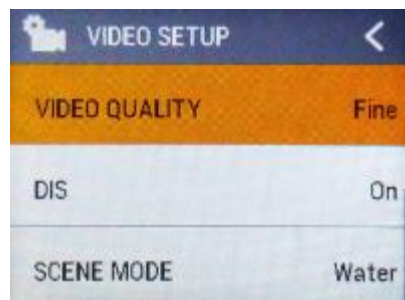 VIDEO SETUP
VIDEO QUALITY Fine
DIS On
SCENE MODE Water